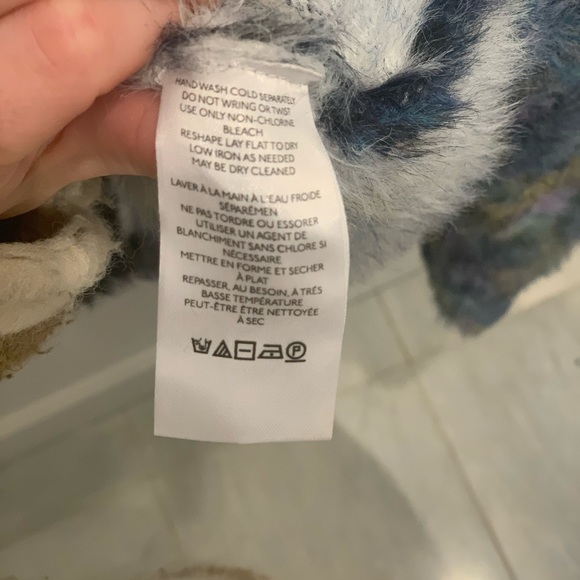 HAND WASH COLD SEPARATELY
DO NOT WRING OR TWIST
USE ONLY NON-CHLORINE
BLEACH
RESHAPE LAY FLAT TO DRY
LOW IRON AS NEEDED
MAY BE DRY CLEANED
LAVER À LA MAIN À L'EAU FROIDE
SÉPARÉMEN
NE PAS TORDRE OU ESSORER
UTILISER UN AGENT DE
BLANCHIMENT SANS CHLORE SI
NÉCESSAIRE
METTRE EN FORME ET SECHER
À PLAT
REPASSER, AU BESOIN, À TRÉS
BASSE TEMPÉRATURE
PEUT-ÊTRE ÊTRE NETTOYÉE
À SEC
P